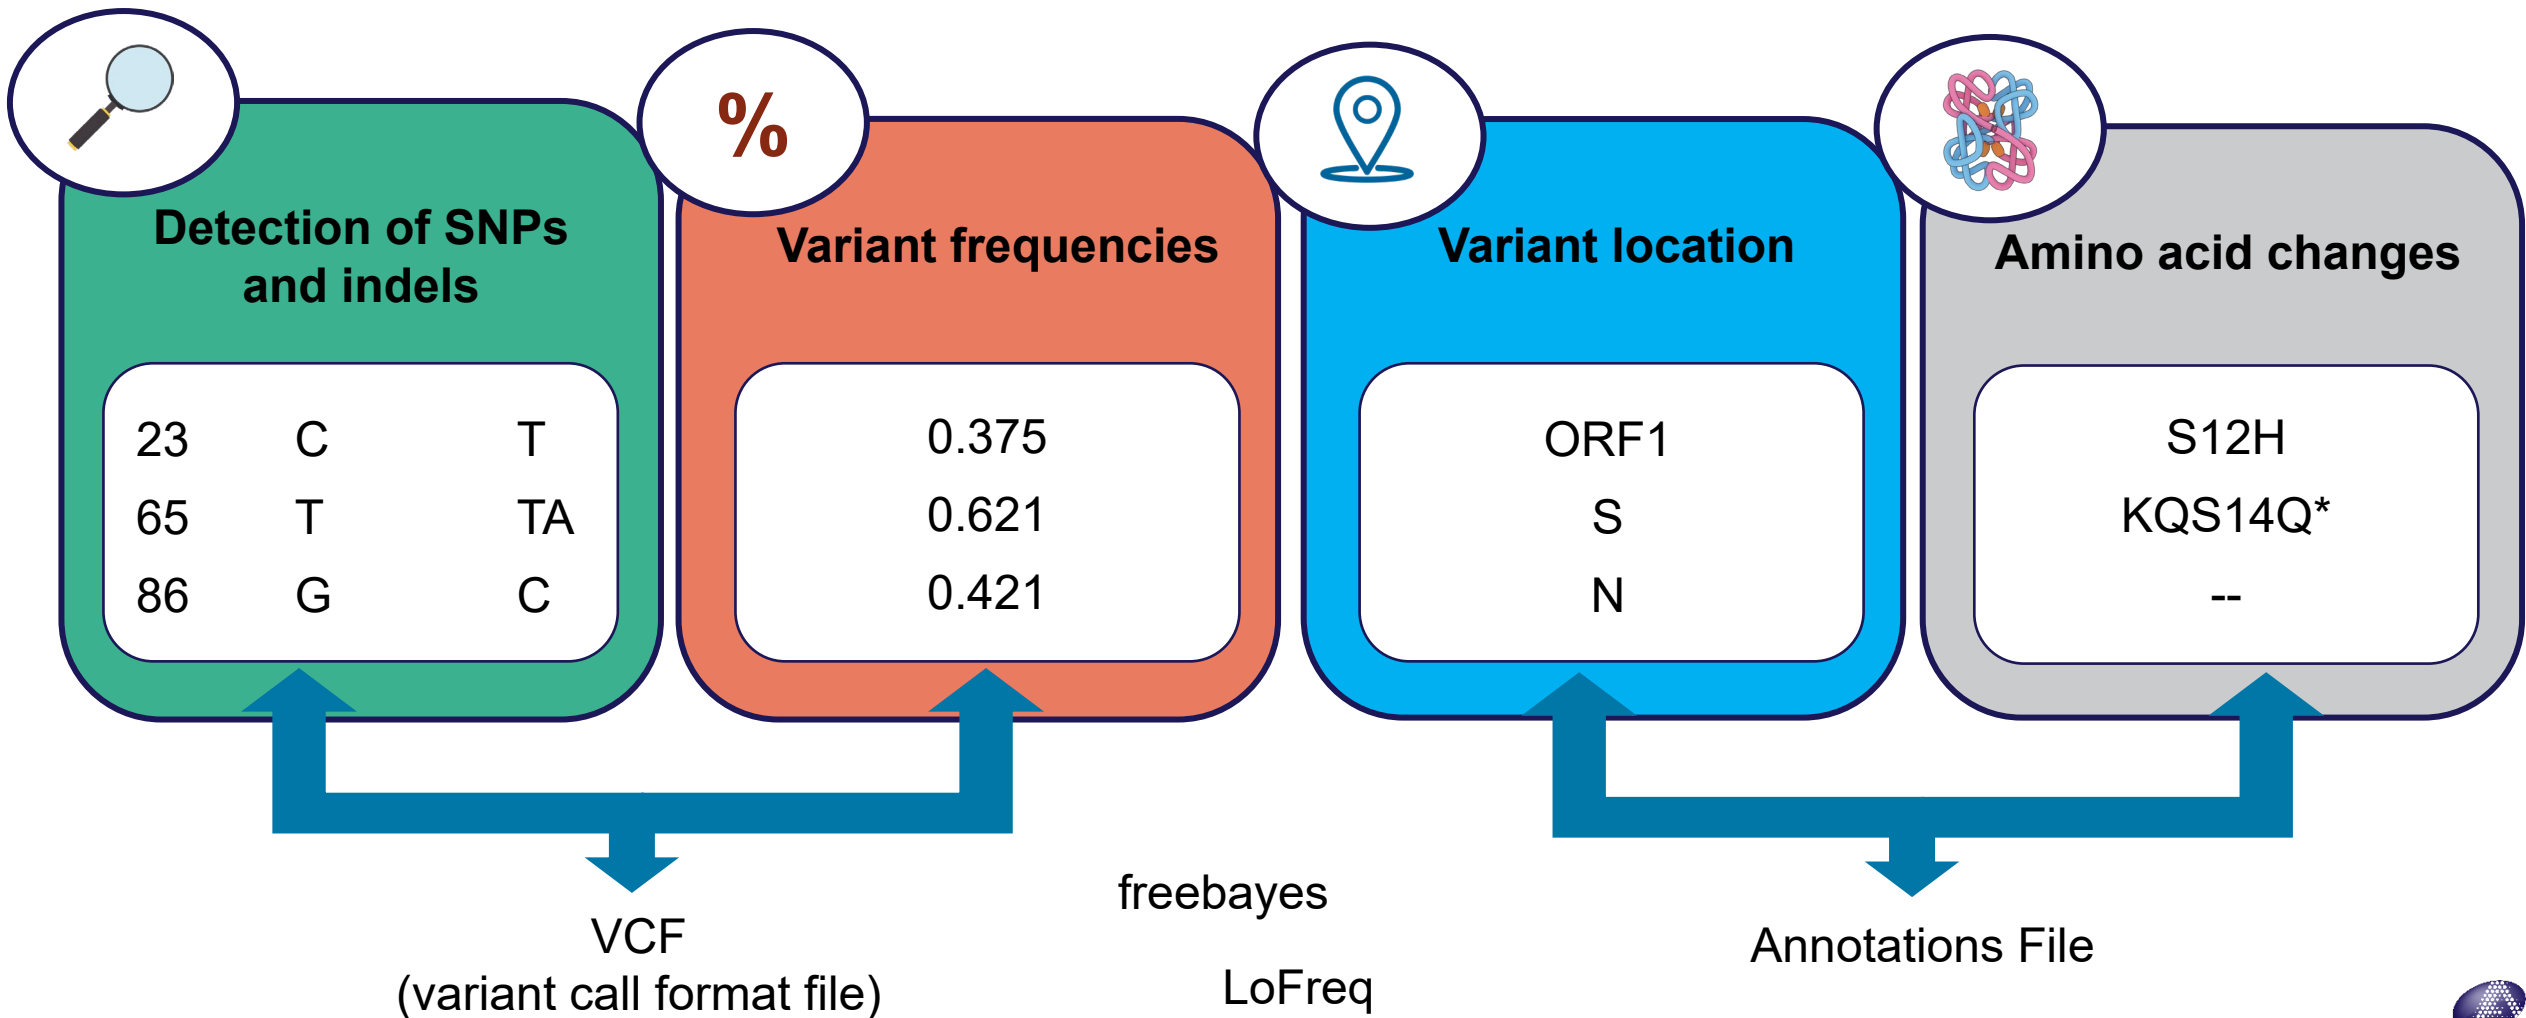 %
Detection of SNPs
and indels
23 C T
65 T TA
86 G C
Variant frequencies
0.375
0.621
0.421
Variant location
ORF1
S
N
Amino acid changes
S12H
KQS14Q*
--
VCF
(variant call format file)
freebayes
LoFreq
Annotations File